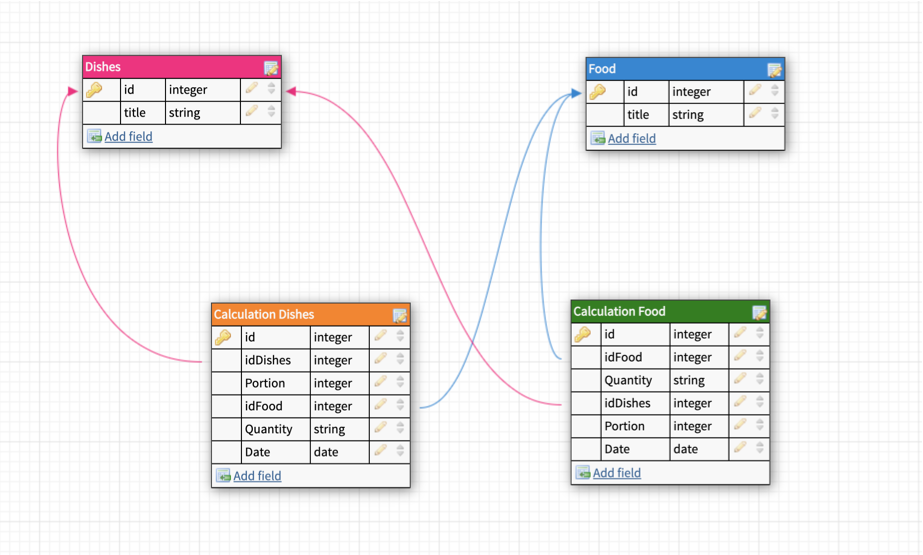 Dishes
id integer
title string
Add field
Food
id integer
title string
Add field
Calculation Dishes
id integer
idDishes integer
Portion integer
idFood integer
Quantity string
Date date
Add field
Calculation Food
id integer
idFood integer
Quantity string
idDishes integer
Portion integer
Date date
Add field